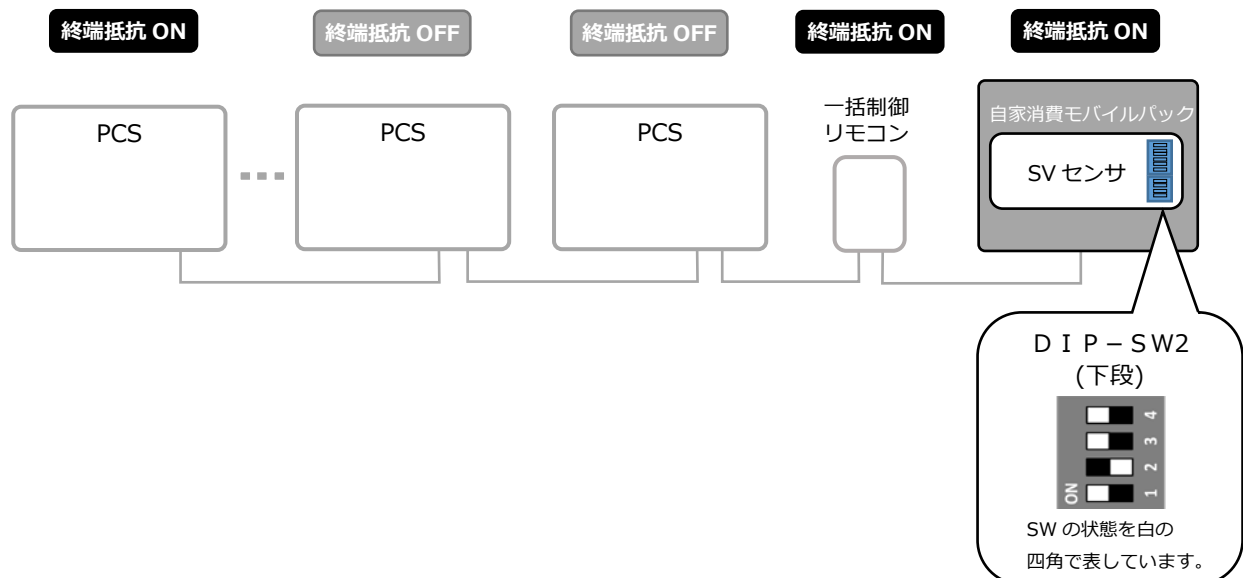 終端抵抗 ON
終端抵抗 OFF
終端抵抗 OFF
終端抵抗 ON
終端抵抗 ON
PCS
PCS
PCS
一括制御
リモコン
自家消費モバイルパック
SV センサ
ＤＩＰ－ＳＷ2
(下段)
4
3
2
ON 1
SW の状態を白の
四角で表しています。